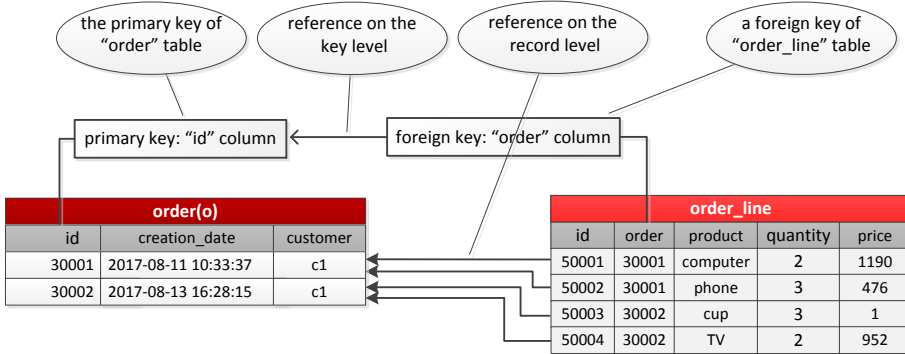 the primary key of
“order” table
reference on the
key level
reference on the
record level
a foreign key of
“order_line” table
primary key: “id” column
foreign key: “order” column
order(o)
id creation_date customer
30001 2017-08-11 10:33:37 c1
30002 2017-08-13 16:28:15 c1
order_line
id order product quantity price
50001 30001 computer 2 1190
50002 30001 phone 3 476
50003 30002 cup 3 1
50004 30002 TV 2 952